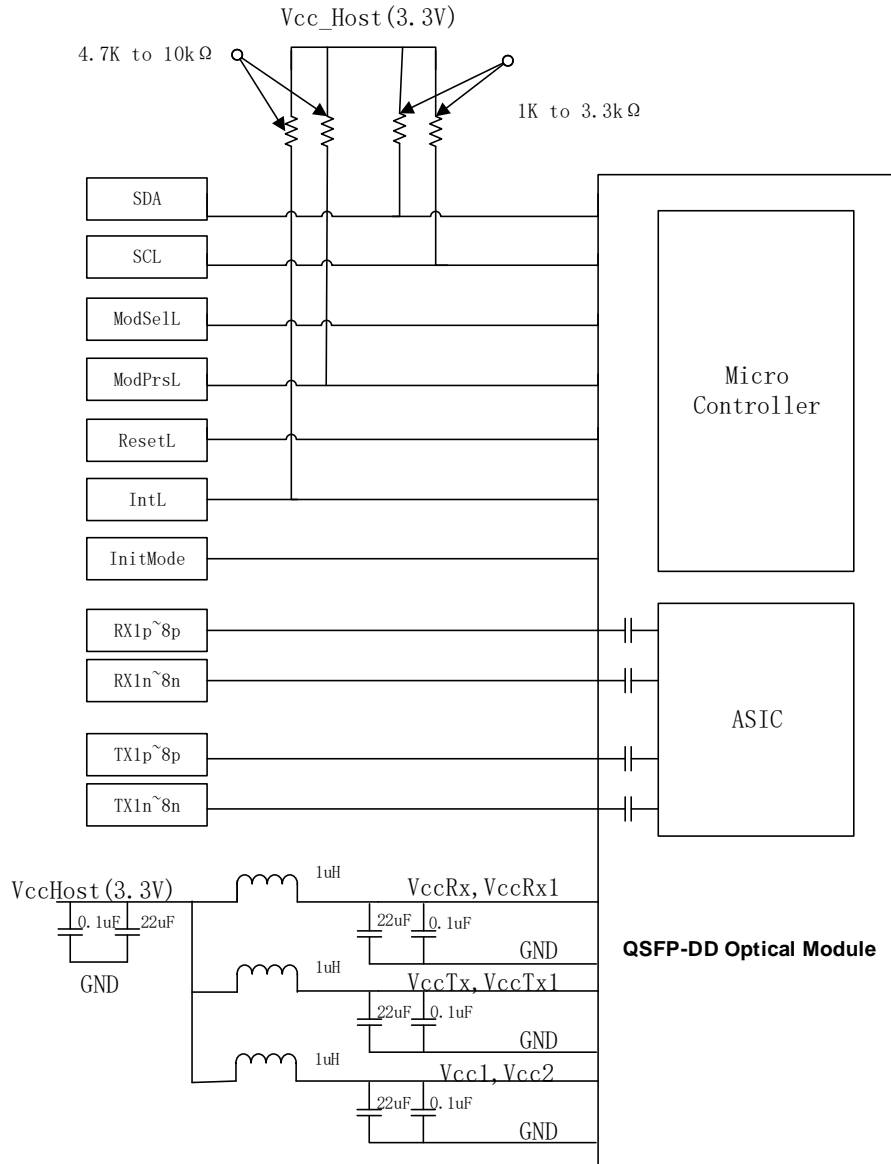 Vcc_Host(3.3V)
4.7K to 10kΩ
1K to 3.3kΩ
SDA
SCL
ModSelL
ModPrsL
ResetL
IntL
InitMode
Micro
Controller
RX1p~8p
RX1n~8n
TX1p~8p
TX1n~8n
ASIC
VccHost(3.3V)
0.1uF
22uF
GND
1uH
VccRx,VccRx1
22uF
0.1uF
GND
QSFP-DD Optical Module
1uH
VccTx,VccTx1
22uF
0.1uF
GND
1uH
Vcc1,Vcc2
22uF
0.1uF
GND